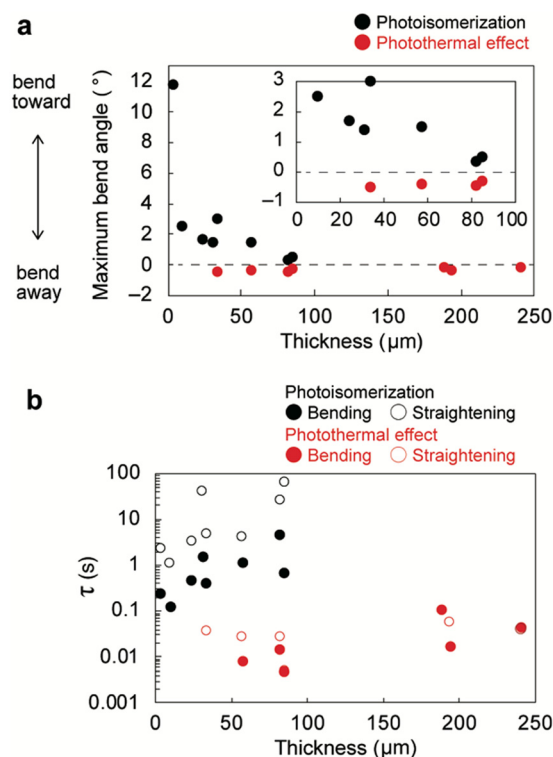 a
● Photoisomerization
● Photothermal effect
bend toward
bend away
Maximum bend angle (°)
12
10
8
6
4
2
0
–2
3
2
1
0
–1
0 20 40 60 80 100
0 50 100 150 200 250
Thickness (μm)
b
Photoisomerization
● Bending ○ Straightening
Photothermal effect
● Bending ○ Straightening
τ (s)
100
10
1
0.1
0.01
0.001
0 50 100 150 200 250
Thickness (μm)